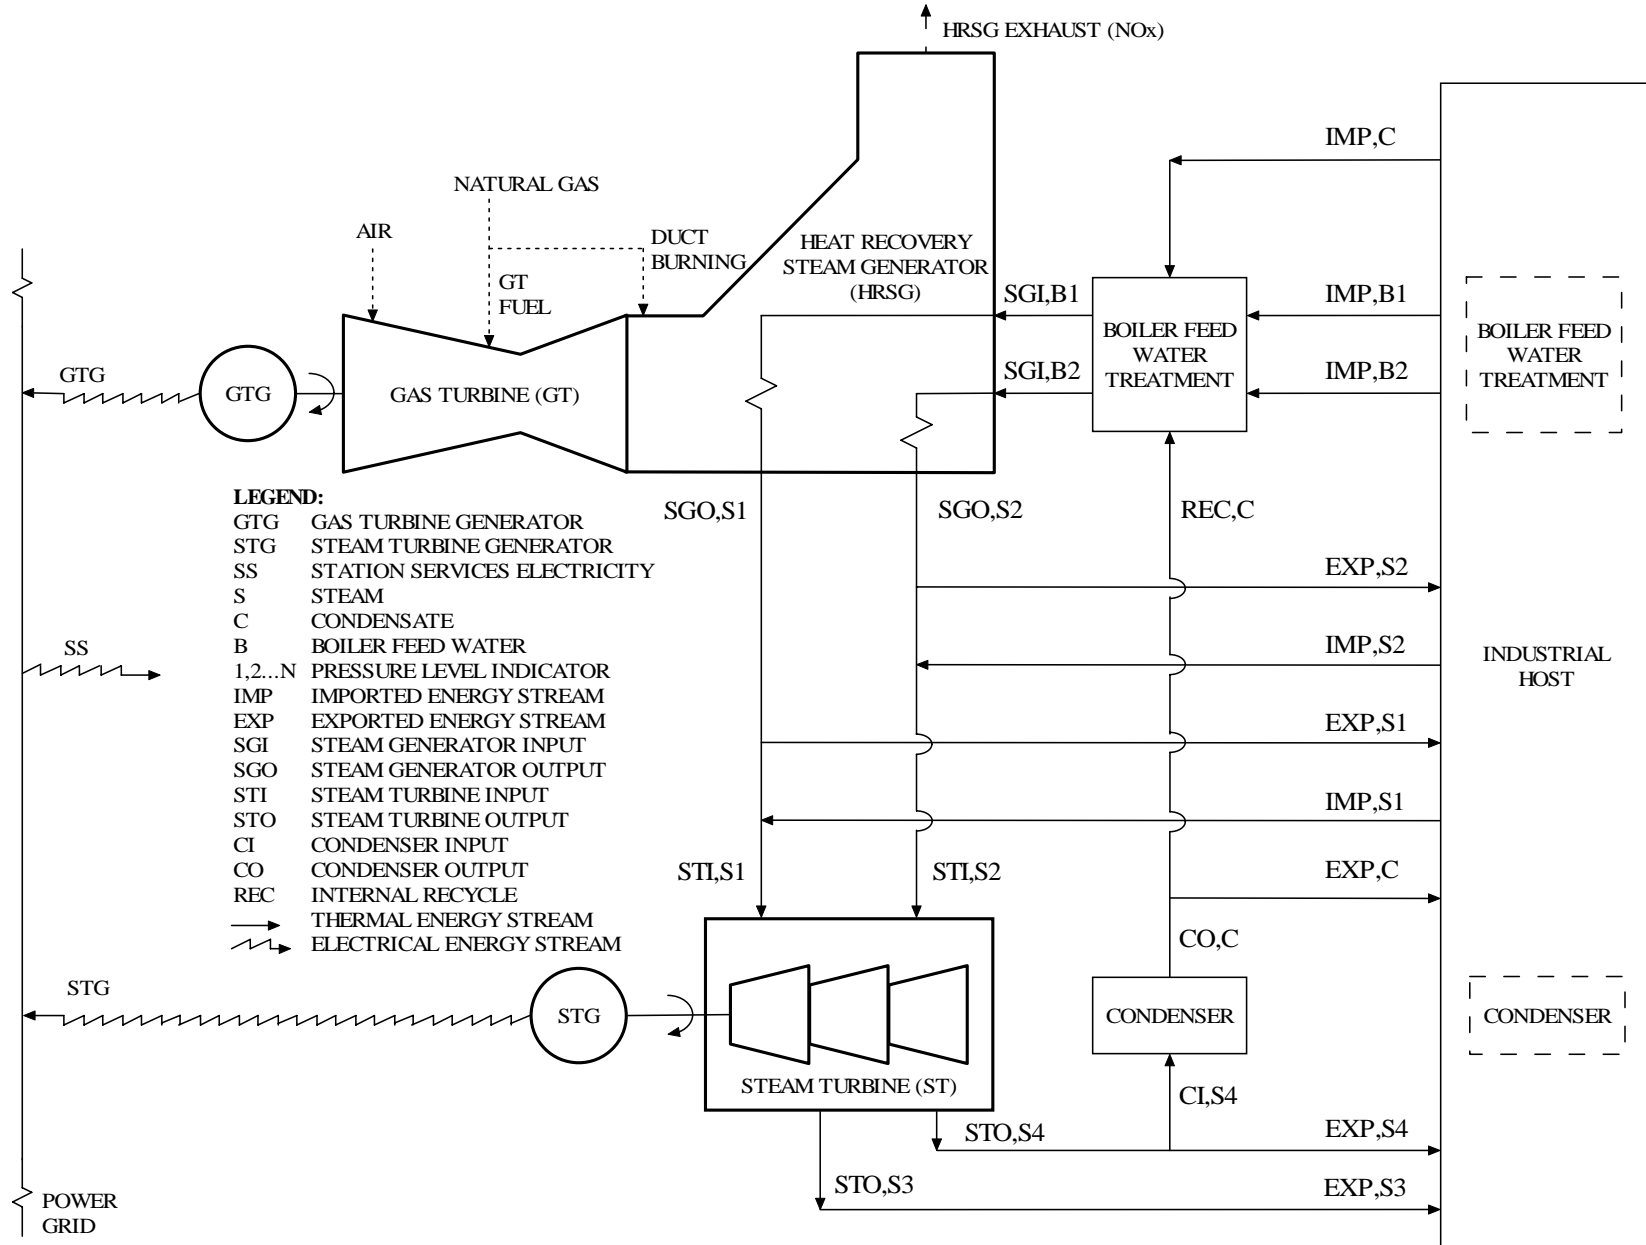 HRSG EXHAUST (NOx)
IMP,C
NATURAL GAS
AIR
DUCT
BURNING
HEAT RECOVERY
STEAM GENERATOR
(HRSG)
GT
FUEL
SGI,B1
IMP,B1
BOILER FEED
WATER
TREATMENT
BOILER FEED
WATER
TREATMENT
SGI,B2
IMP,B2
GTG
GTG
GAS TURBINE (GT)
LEGEND:
GTG GAS TURBINE GENERATOR
STG STEAM TURBINE GENERATOR
SS STATION SERVICES ELECTRICITY
S STEAM
C CONDENSATE
B BOILER FEED WATER
1,2...N PRESSURE LEVEL INDICATOR
IMP IMPORTED ENERGY STREAM
EXP EXPORTED ENERGY STREAM
SGI STEAM GENERATOR INPUT
SGO STEAM GENERATOR OUTPUT
STI STEAM TURBINE INPUT
STO STEAM TURBINE OUTPUT
CI CONDENSER INPUT
CO CONDENSER OUTPUT
REC INTERNAL RECYCLE
THERMAL ENERGY STREAM
ELECTRICAL ENERGY STREAM
SGO,S1
SGO,S2
REC,C
EXP,S2
SS
IMP,S2
INDUSTRIAL
HOST
EXP,S1
IMP,S1
STI,S1
STI,S2
EXP,C
CO,C
STG
STG
CONDENSER
CONDENSER
STEAM TURBINE (ST)
CI,S4
STO,S4
EXP,S4
STO,S3
EXP,S3
POWER
GRID